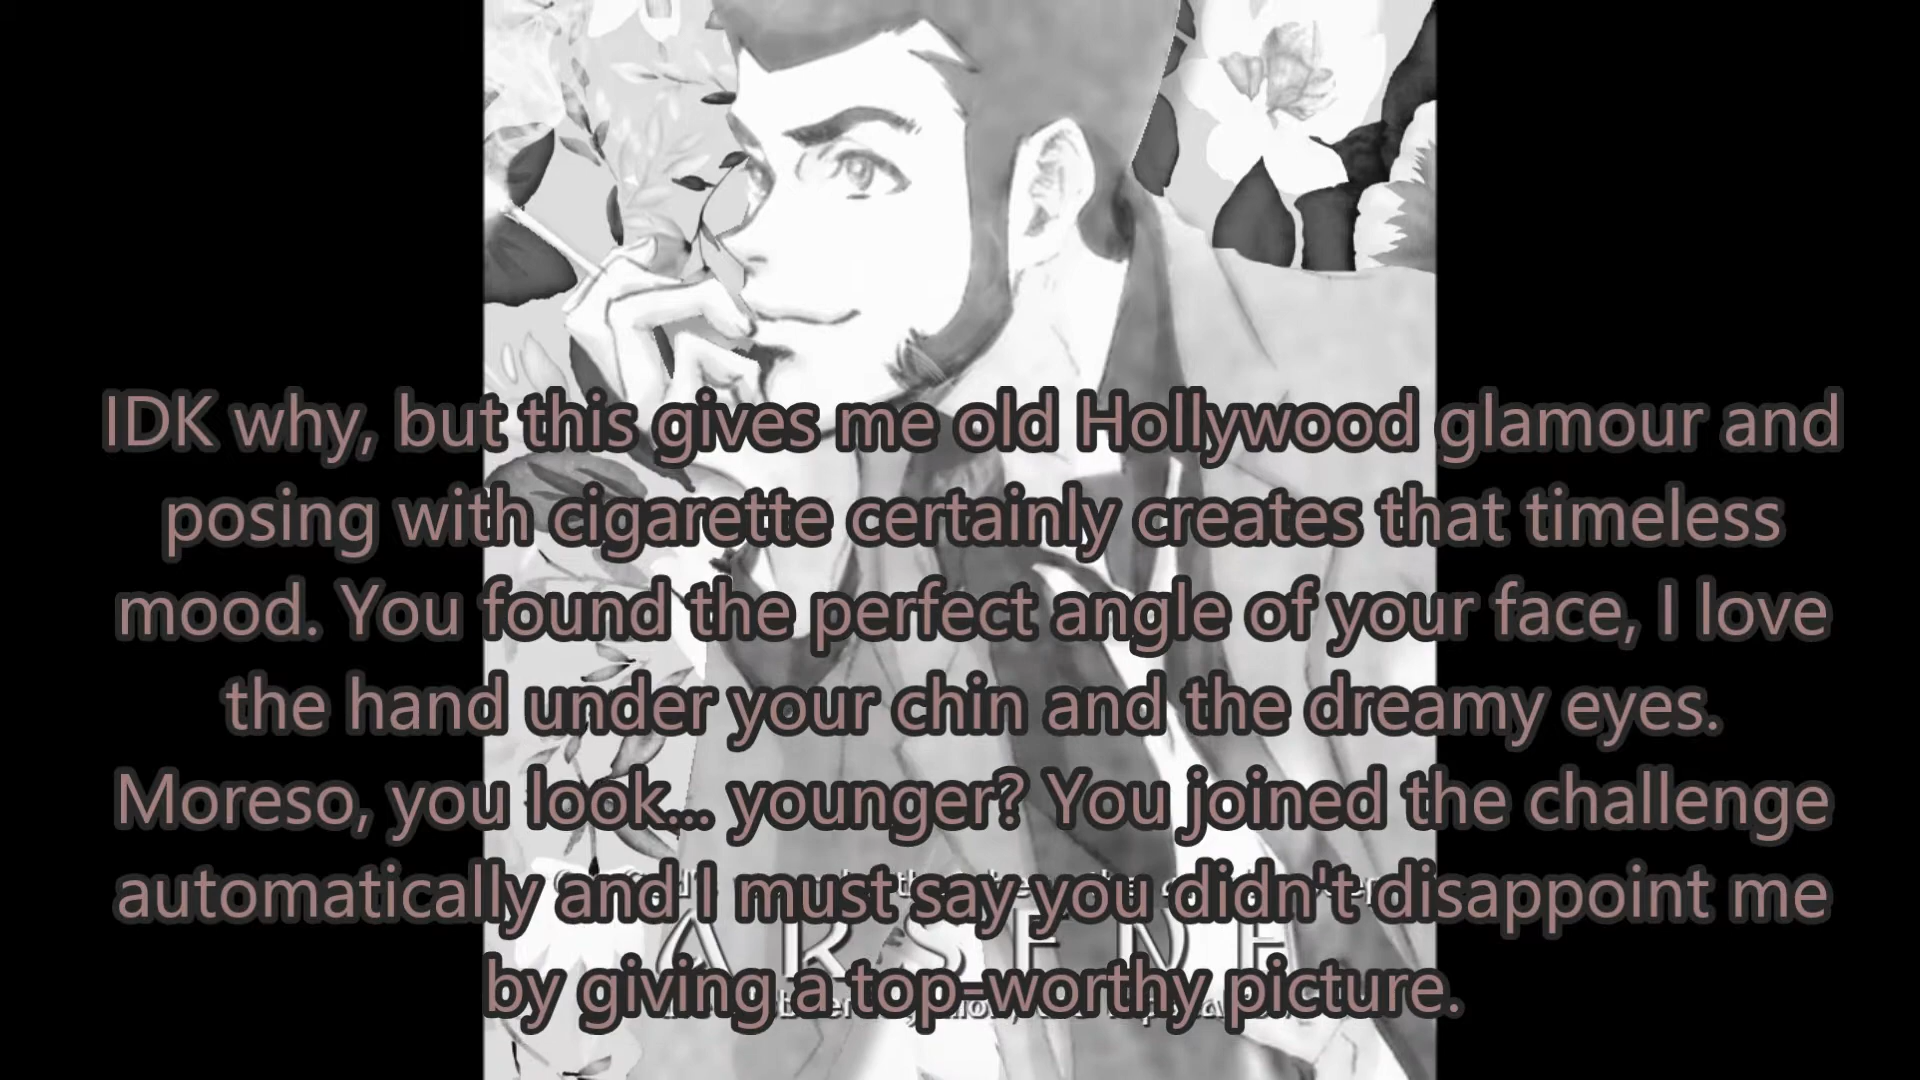 IDK why, but this gives me old Hollywood glamour and
posing with cigarette certainly creates that timeless
mood. You found the perfect angle of your face, I love
the hand under your chin and the dreamy eyes.
Moreso, you look... younger? You joined the challenge
automatically and I must say you didn't disappoint me
ARSENE
by giving a top-worthy picture.